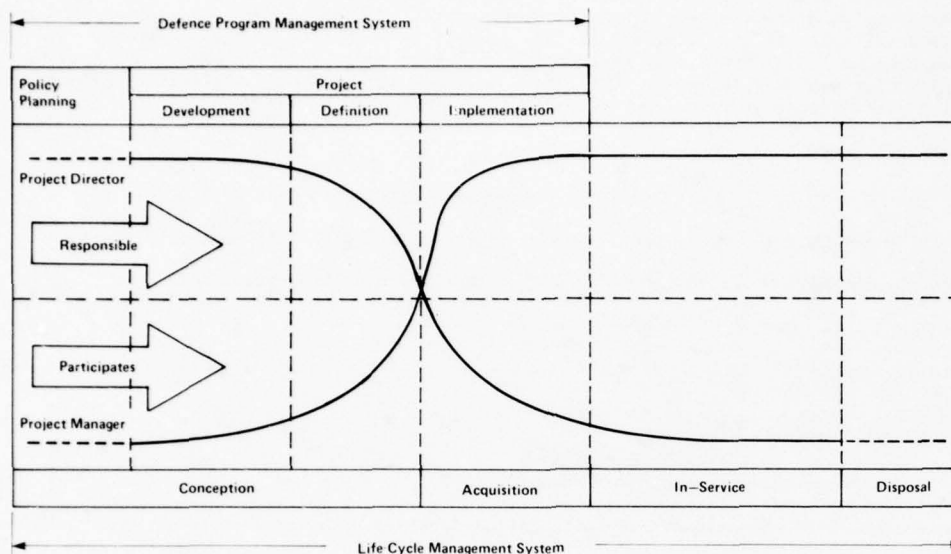 Defence Program Management System
Policy
Planning
Project
Development
Definition
Implementation
Project Director
Responsible
Participates
Project Manager
Conception
Acquisition
In-Service
Disposal
Life Cycle Management System